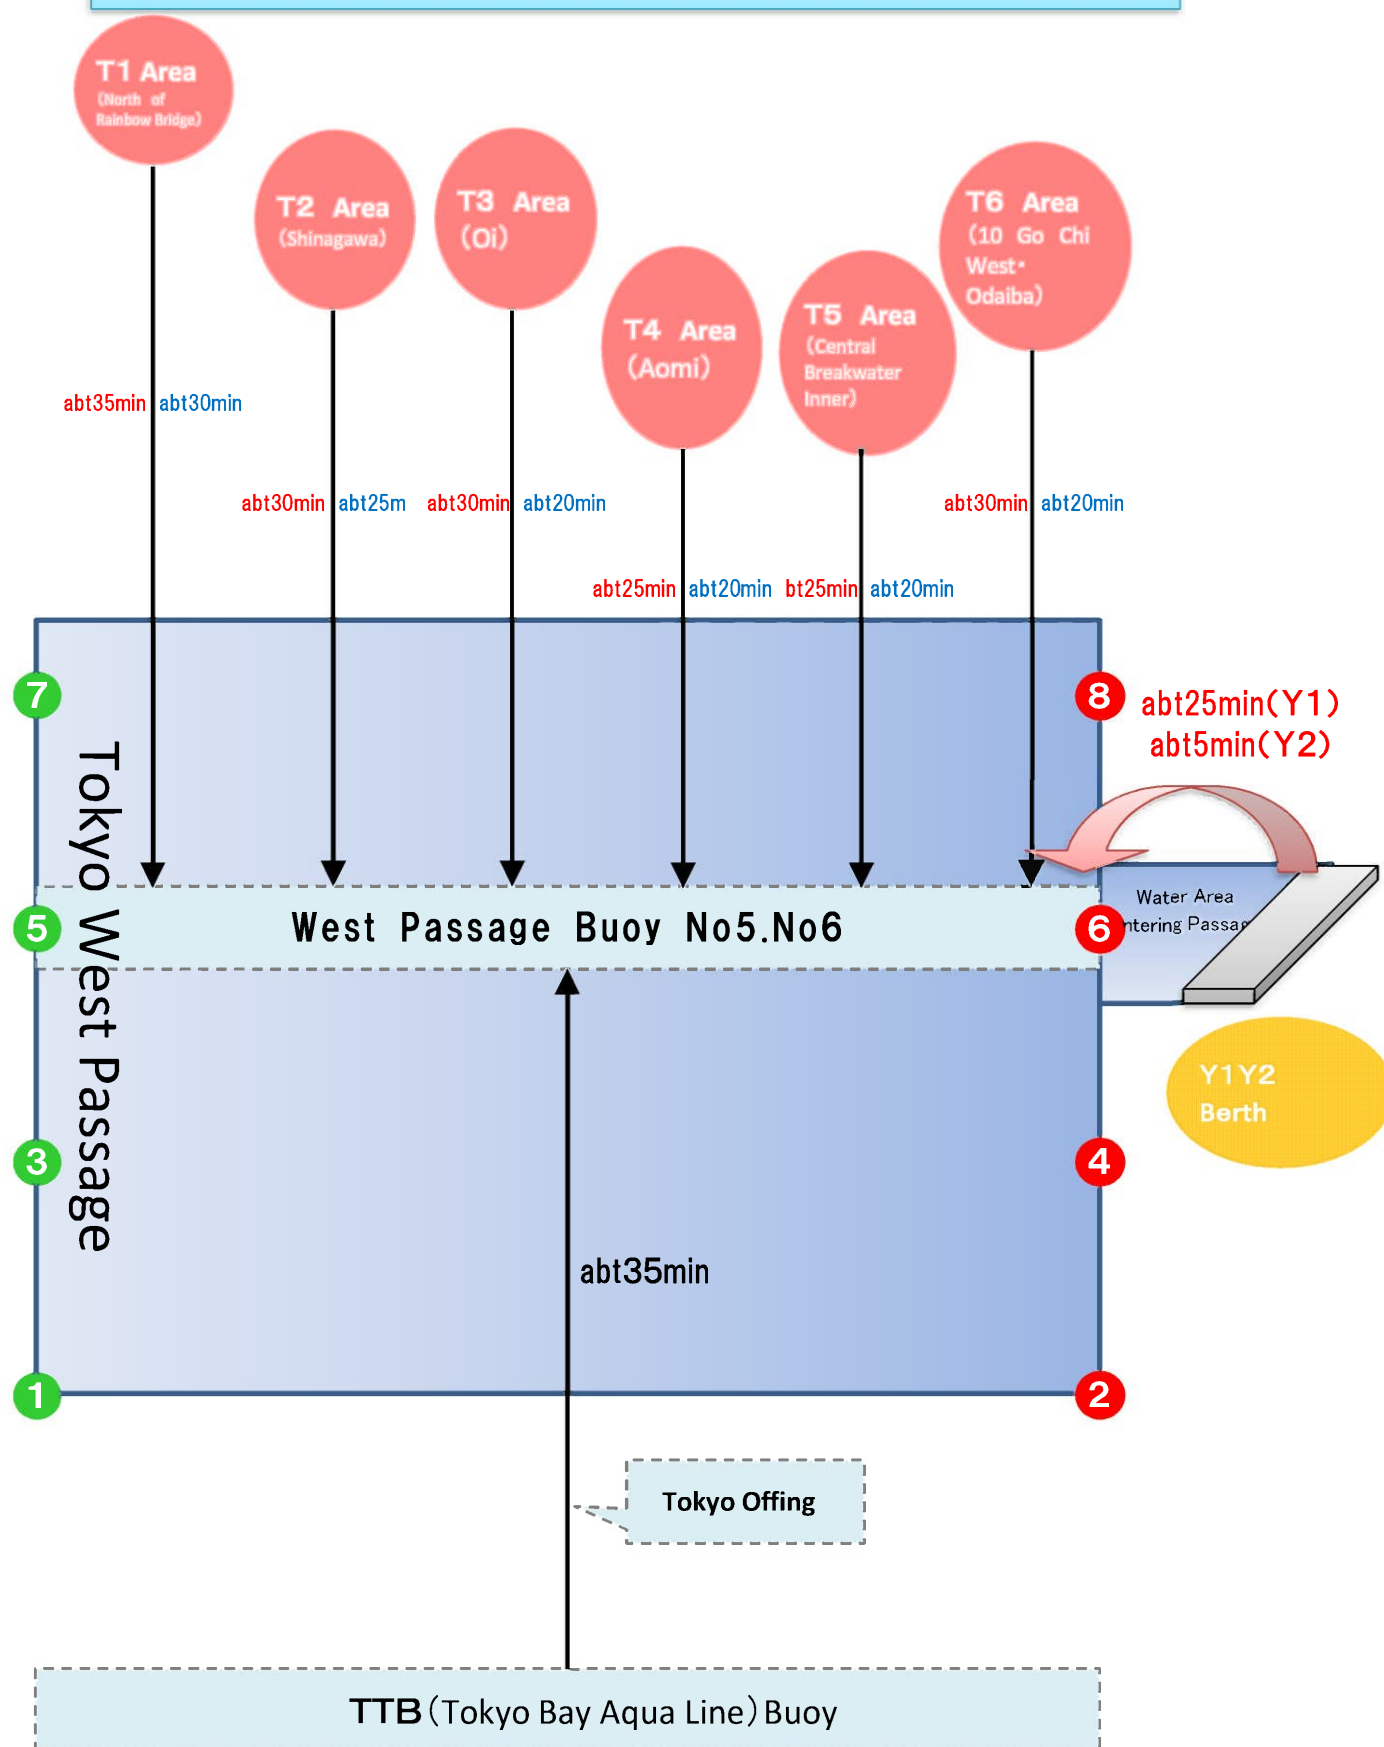 T1 Area
(North of
Rainbow Bridge)
T2 Area
(Shinagawa)
T3 Area
(Oi)
T6 Area
(10 Go Chi
West・
Odaiba)
T4 Area
(Aomi)
T5 Area
(Central
Breakwater
Inner)
abt35min abt30min
abt30min abt25m abt30min abt20min abt30min abt20min
abt25min abt20min bt25min abt20min
7
8
abt25min(Y1)
abt5min(Y2)
Tokyo West Passage
5
West Passage Buoy No5.No6
6
Water Area
ntering Passag
Y1Y2
Berth
3
4
abt35min
1
2
Tokyo Offing
TTB(Tokyo Bay Aqua Line)Buoy